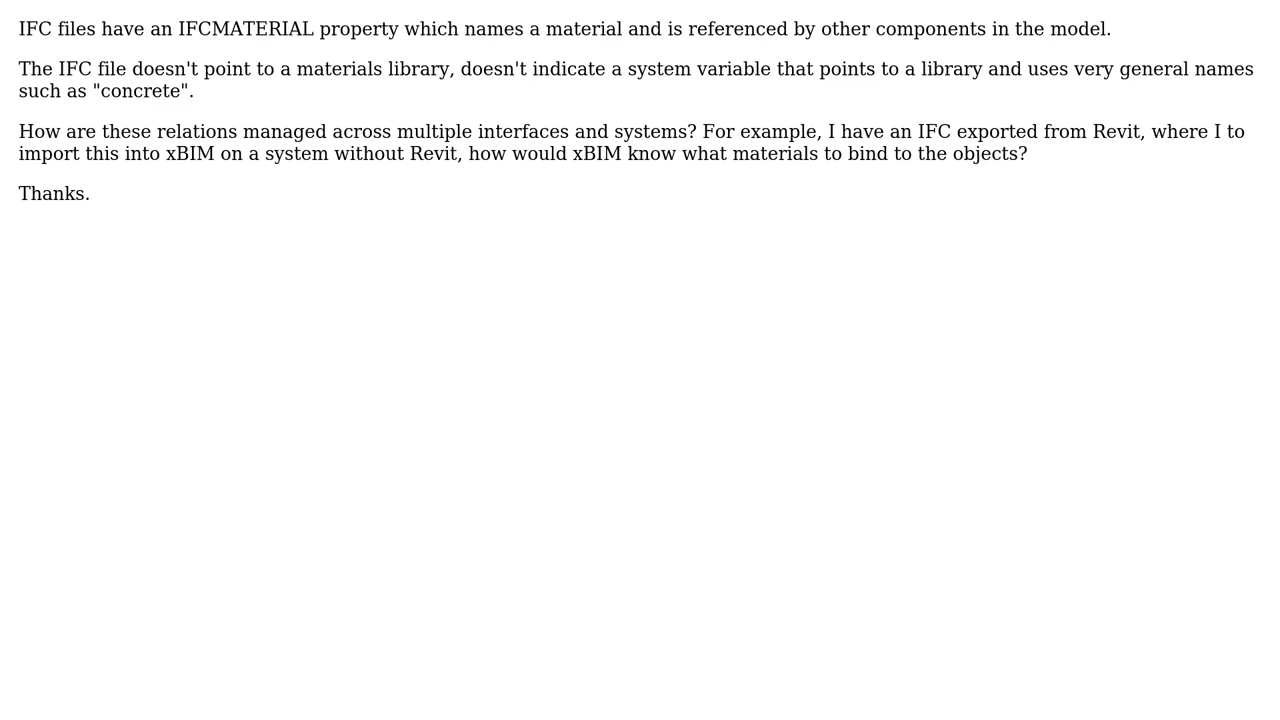 IFC files have an IFCMATERIAL property which names a material and is referenced by other components in the model.
The IFC file doesn't point to a materials library, doesn't indicate a system variable that points to a library and uses very general names
such as "concrete".
How are these relations managed across multiple interfaces and systems? For example, I have an IFC exported from Revit, where I to
import this into xBIM on a system without Revit, how would xBIM know what materials to bind to the objects?
Thanks.